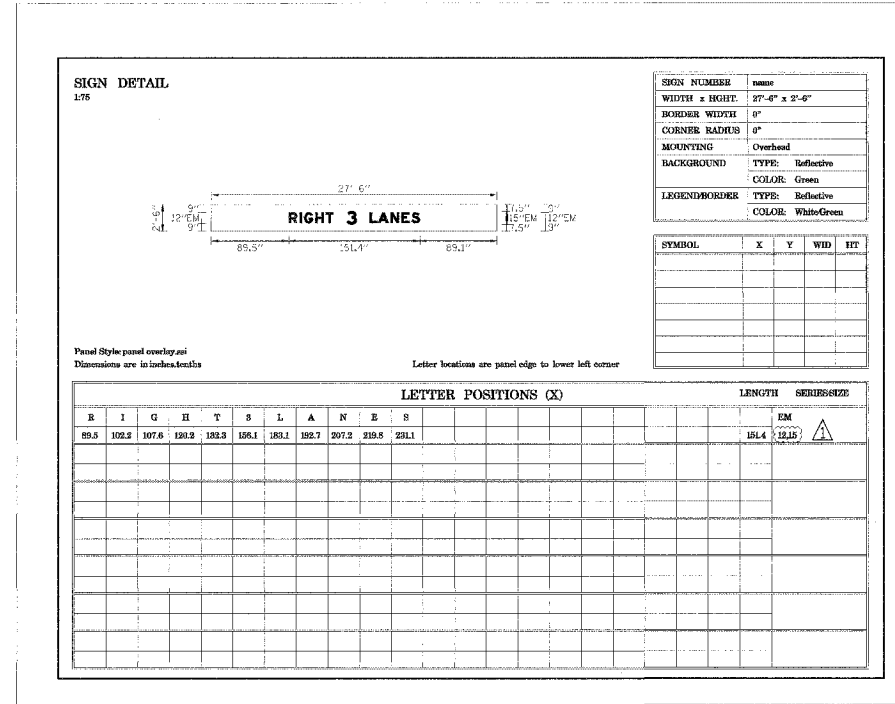 SIGN DETAIL
1:75
SIGN NUMBER name
WIDTH x HGHT. 27'-6" x 2'-6"
BORDER WIDTH 0"
CORNER RADIUS 0"
MOUNTING Overhead
BACKGROUND TYPE: Reflective
COLOR: Green
LEGEND/BORDER TYPE: Reflective
COLOR: White/Green
27' 6"
2'-6"
9"
12"EM
9"
RIGHT 3 LANES
7.5"
15"EM
7.5"
9"
12"EM
9"
89.5" 151.4" 89.1"
SYMBOL X Y WID HT
Panel Style: panel overlay.ssi
Dimensions are in inches.tenths
Letter locations are panel edge to lower left corner
LETTER POSITIONS (X) LENGTH SERIES/SIZE
R I G H T 3 L A N E S EM
89.5 102.2 107.6 120.2 132.3 156.1 183.1 192.7 207.2 219.8 231.1 151.4 12,15 1